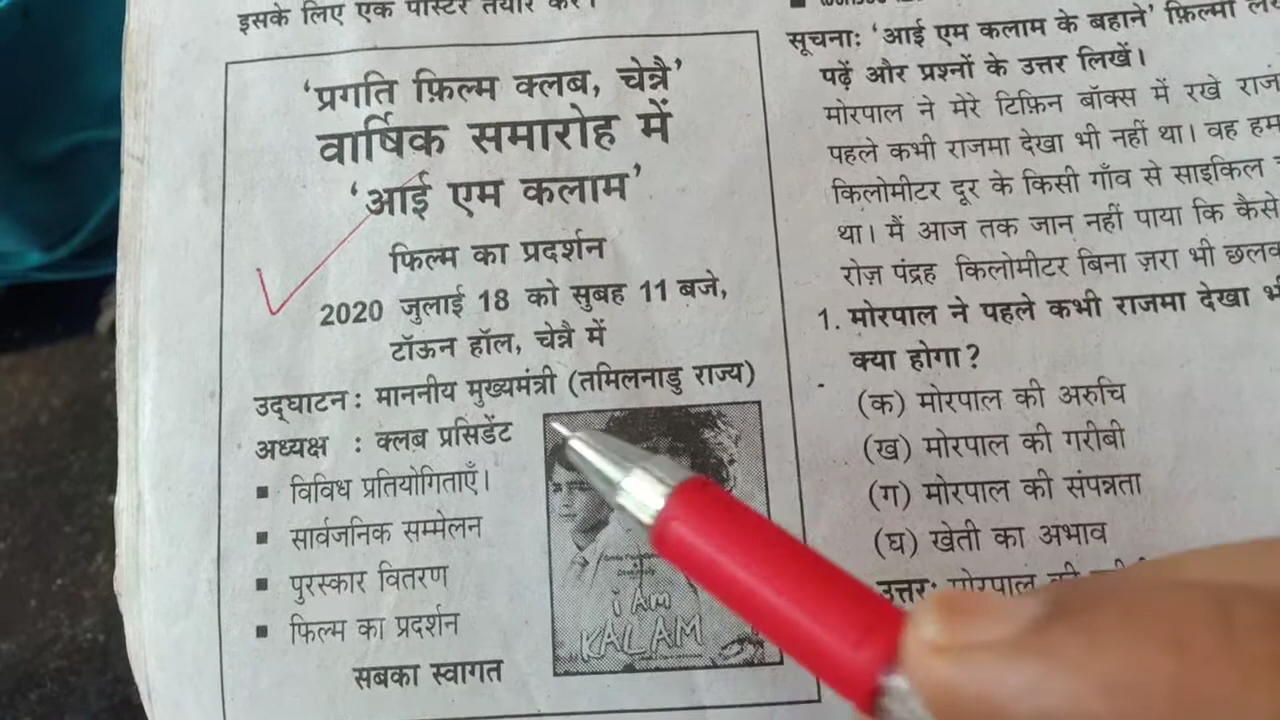 इसके लिए एक पोस्टर तैयार करें।
'प्रगति फ़िल्म क्लब, चेन्नै'
वार्षिक समारोह में
'आई एम कलाम'
फिल्म का प्रदर्शन
2020 जुलाई 18 को सुबह 11 बजे,
टॉऊन हॉल, चेन्नै में
उद्घाटन : माननीय मुख्यमंत्री (तमिलनाडु राज्य)
अध्यक्ष : क्लब प्रसिडेंट
▪ विविध प्रतियोगिताएँ।
▪ सार्वजनिक सम्मेलन
▪ पुरस्कार वितरण
▪ फिल्म का प्रदर्शन
सबका स्वागत
i AM
KALAM
सूचनाः 'आई एम कलाम के बहाने' फ़िल्मी
पढ़ें और प्रश्नों के उत्तर लिखें।
मोरपाल ने मेरे टिफ़िन बॉक्स में रखे
पहले कभी राजमा देखा भी नहीं था। वह
किलोमीटर दूर के किसी गाँव से साइकिल
था। मैं आज तक जान नहीं पाया कि कैसे
रोज़ पंद्रह किलोमीटर बिना ज़रा भी
1. मोरपाल ने पहले कभी राजमा देखा
क्या होगा?
(क) मोरपाल की अरुचि
(ख) मोरपाल की गरीबी
(ग) मोरपाल की संपन्नता
(घ) खेती का अभाव
उत्तरः मोरपाल की